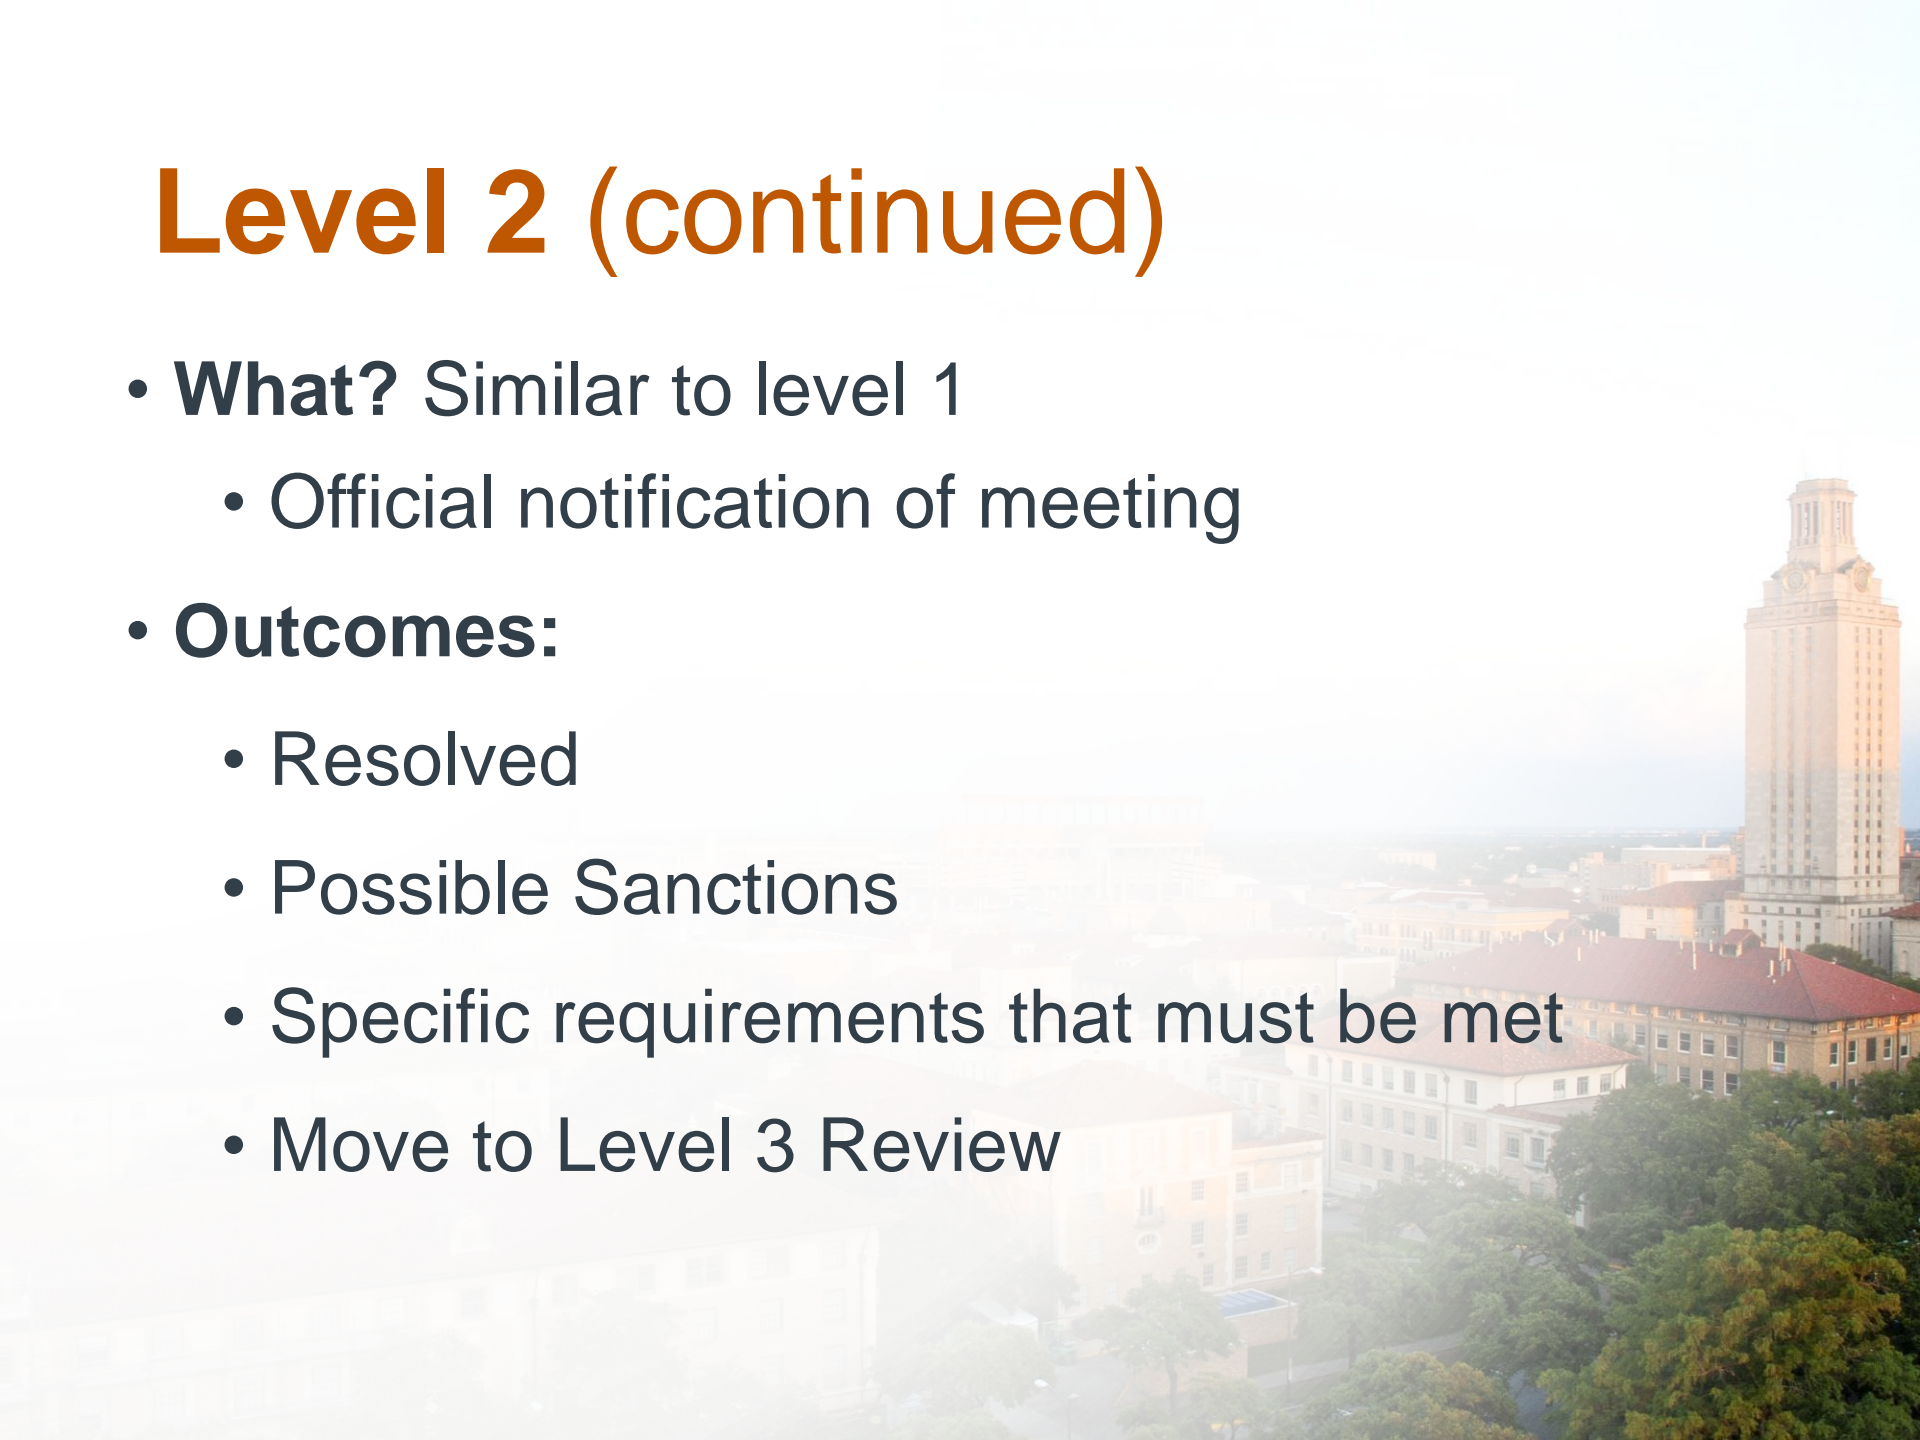 Level 2 (continued)
• What? Similar to level 1
• Official notification of meeting
• Outcomes:
• Resolved
• Possible Sanctions
• Specific requirements that must be met
• Move to Level 3 Review